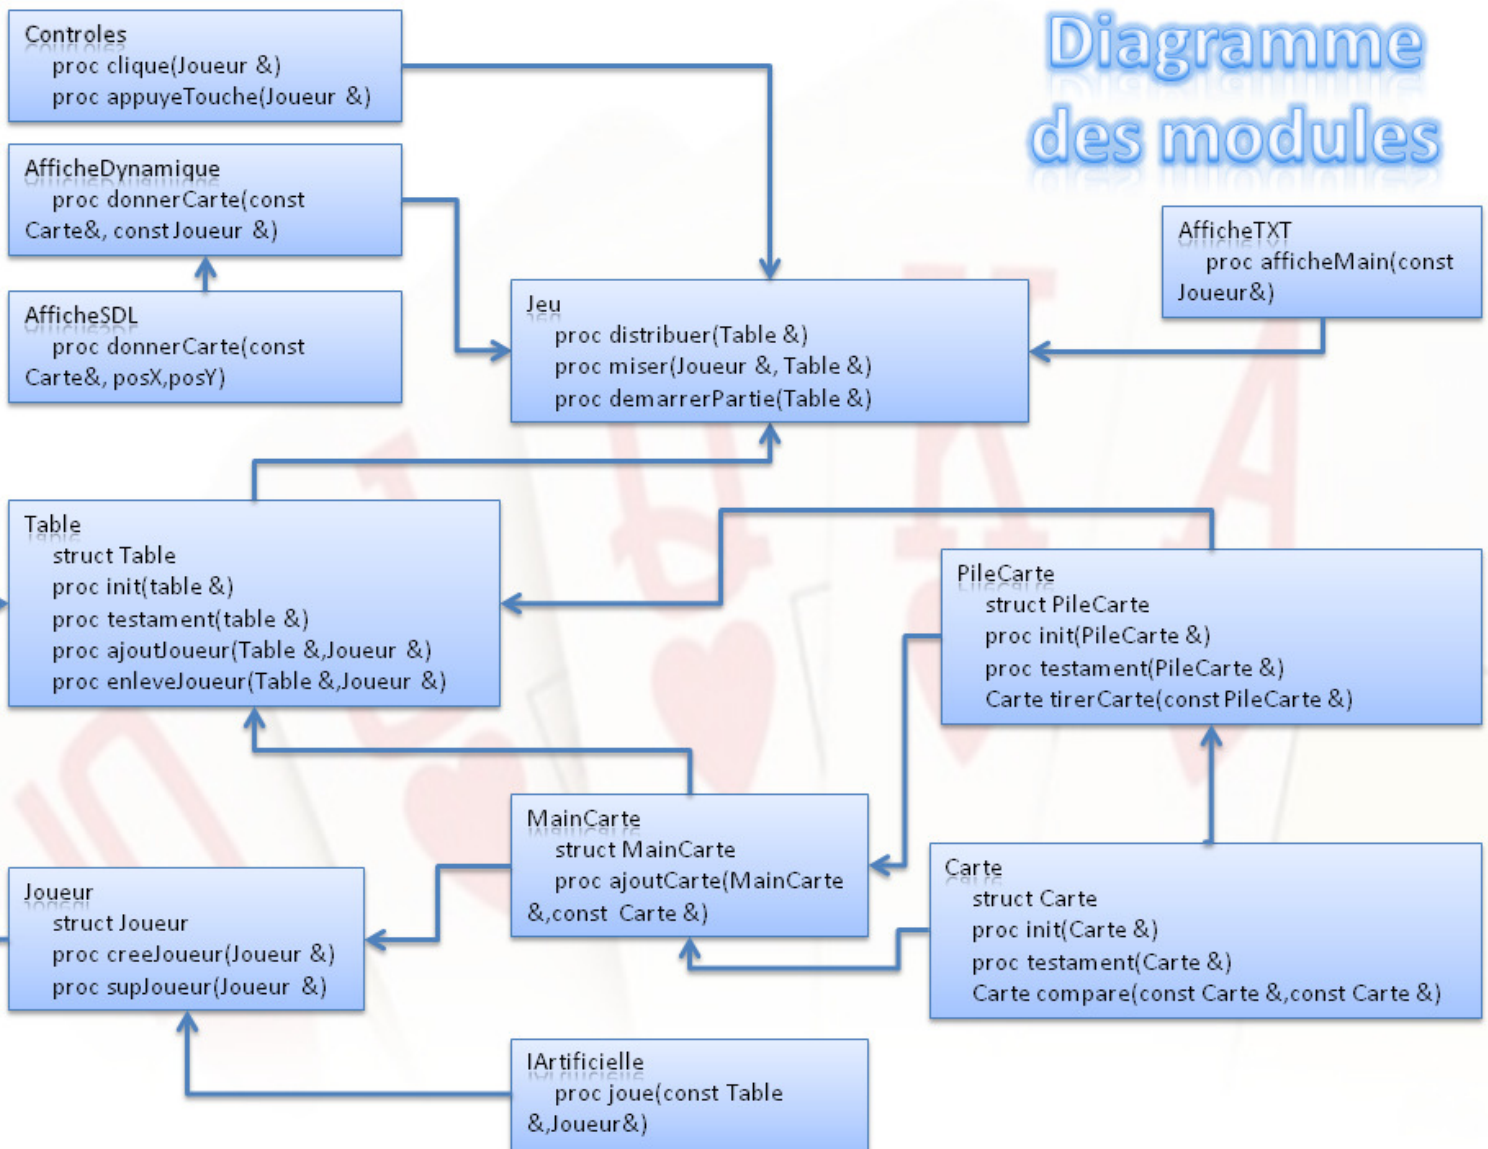 Diagramme
des modules
Controles
proc clique(Joueur &)
proc appuyeTouche(Joueur &)
AfficheDynamique
proc donnerCarte(const
Carte&, const Joueur &)
AfficheSDL
proc donnerCarte(const
Carte&, posX,posY)
AfficheTXT
proc afficheMain(const
Joueur&)
Jeu
proc distribuer(Table &)
proc miser(Joueur &, Table &)
proc demarrerPartie(Table &)
Table
struct Table
proc init(table &)
proc testament(table &)
proc ajoutJoueur(Table &,Joueur &)
proc enleveJoueur(Table &,Joueur &)
PileCarte
struct PileCarte
proc init(PileCarte &)
proc testament(PileCarte &)
Carte tirerCarte(const PileCarte &)
MainCarte
struct MainCarte
proc ajoutCarte(MainCarte
&,const Carte &)
Carte
struct Carte
proc init(Carte &)
proc testament(Carte &)
Carte compare(const Carte &,const Carte &)
Joueur
struct Joueur
proc creeJoueur(Joueur &)
proc supJoueur(Joueur &)
IArtificielle
proc joue(const Table
&,Joueur&)
J
Q
K
A